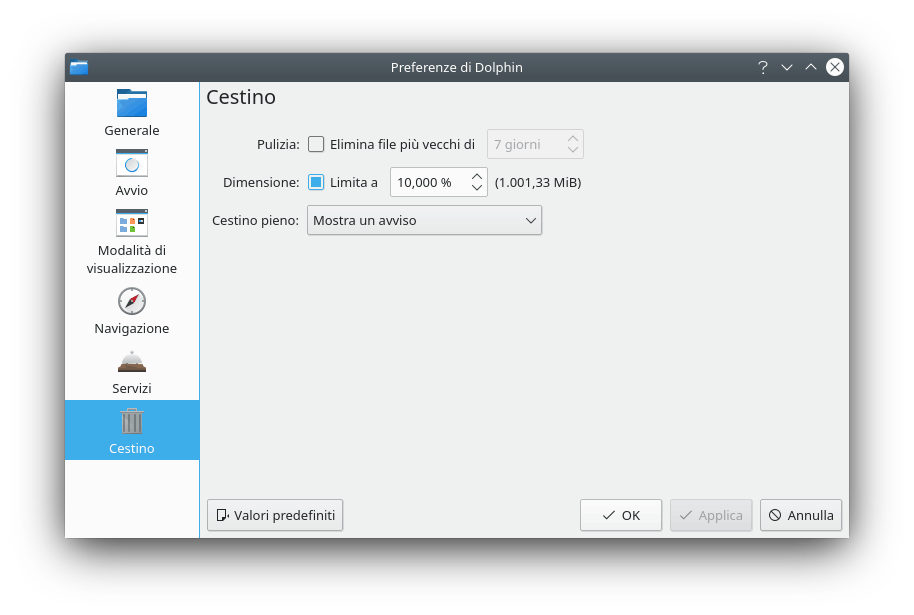 Preferenze di Dolphin
?
Generale
Avvio
Modalità di
visualizzazione
Navigazione
Servizi
Cestino
Cestino
Pulizia: Elimina file più vecchi di 7 giorni
Dimensione: Limita a 10,000 % (1.001,33 MiB)
Cestino pieno: Mostra un avviso
Valori predefiniti OK Applica Annulla